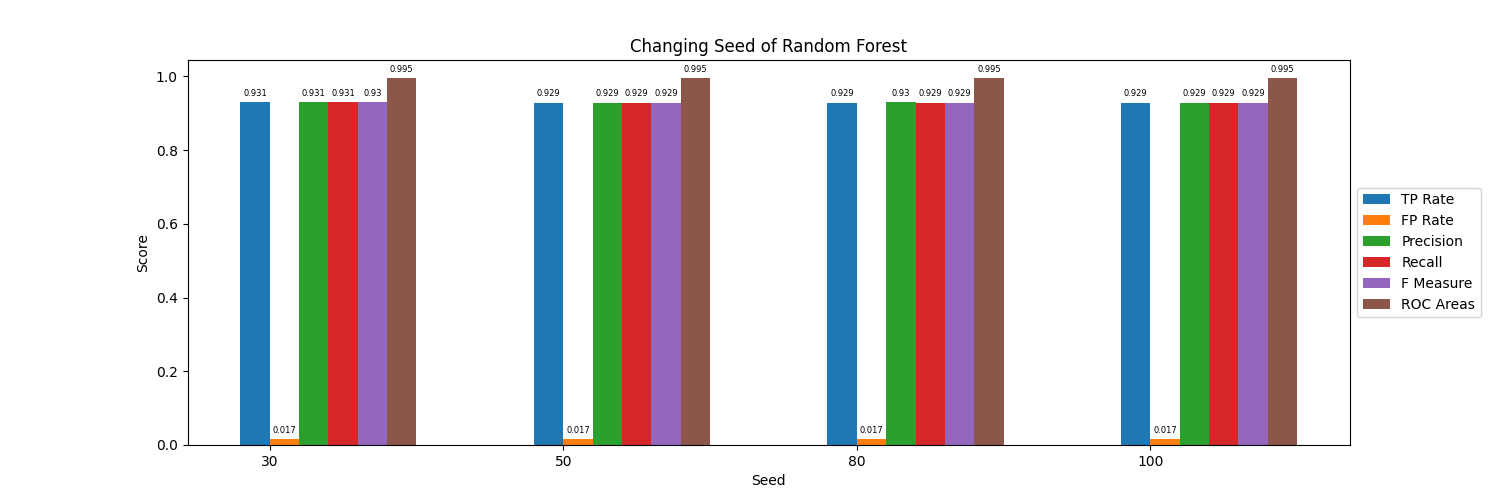 Changing Seed of Random Forest
Score
1.0
0.8
0.6
0.4
0.2
0.0
0.931 0.017 0.931 0.931 0.93 0.995
0.929 0.017 0.929 0.929 0.929 0.995
0.929 0.017 0.93 0.929 0.929 0.995
0.929 0.017 0.929 0.929 0.929 0.995
30 50 80 100
Seed
TP Rate
FP Rate
Precision
Recall
F Measure
ROC Areas